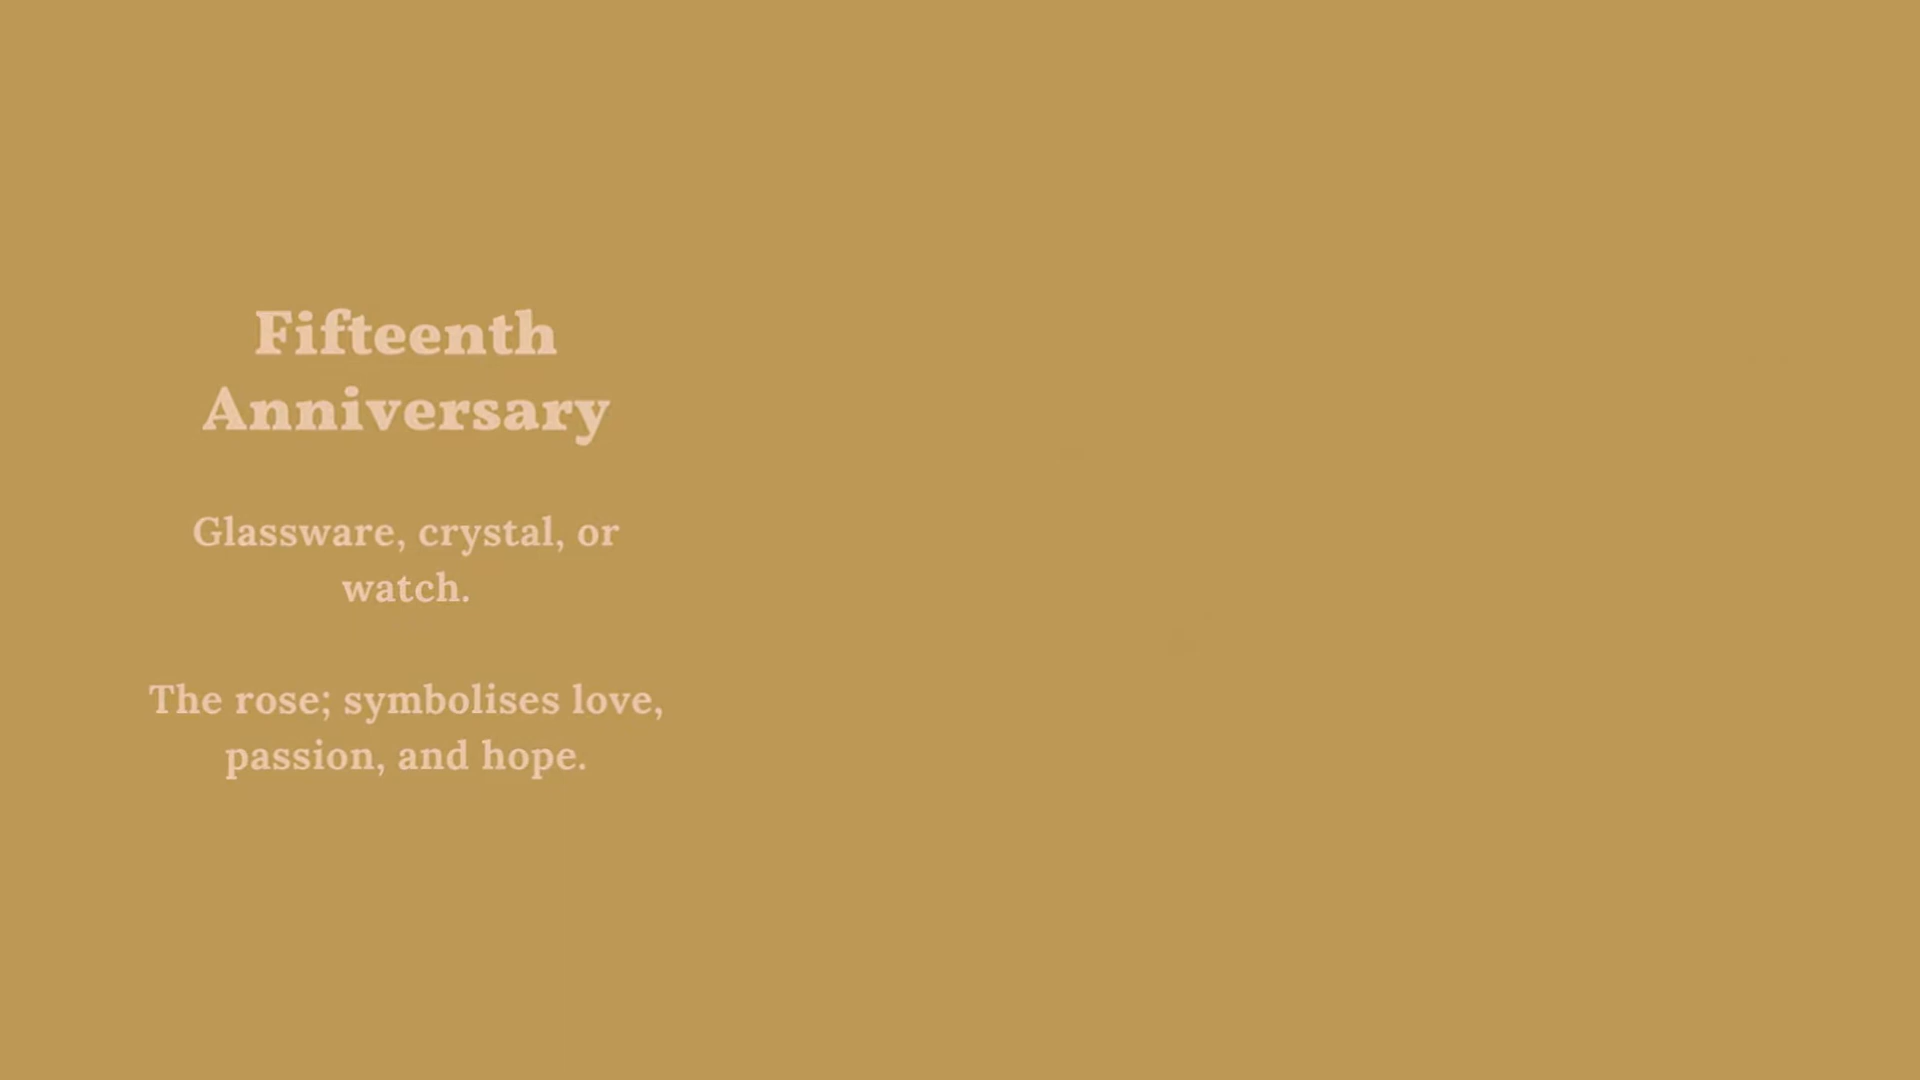 Fifteenth
Anniversary
Glassware, crystal, or
watch.
The rose; symbolises love,
passion, and hope.